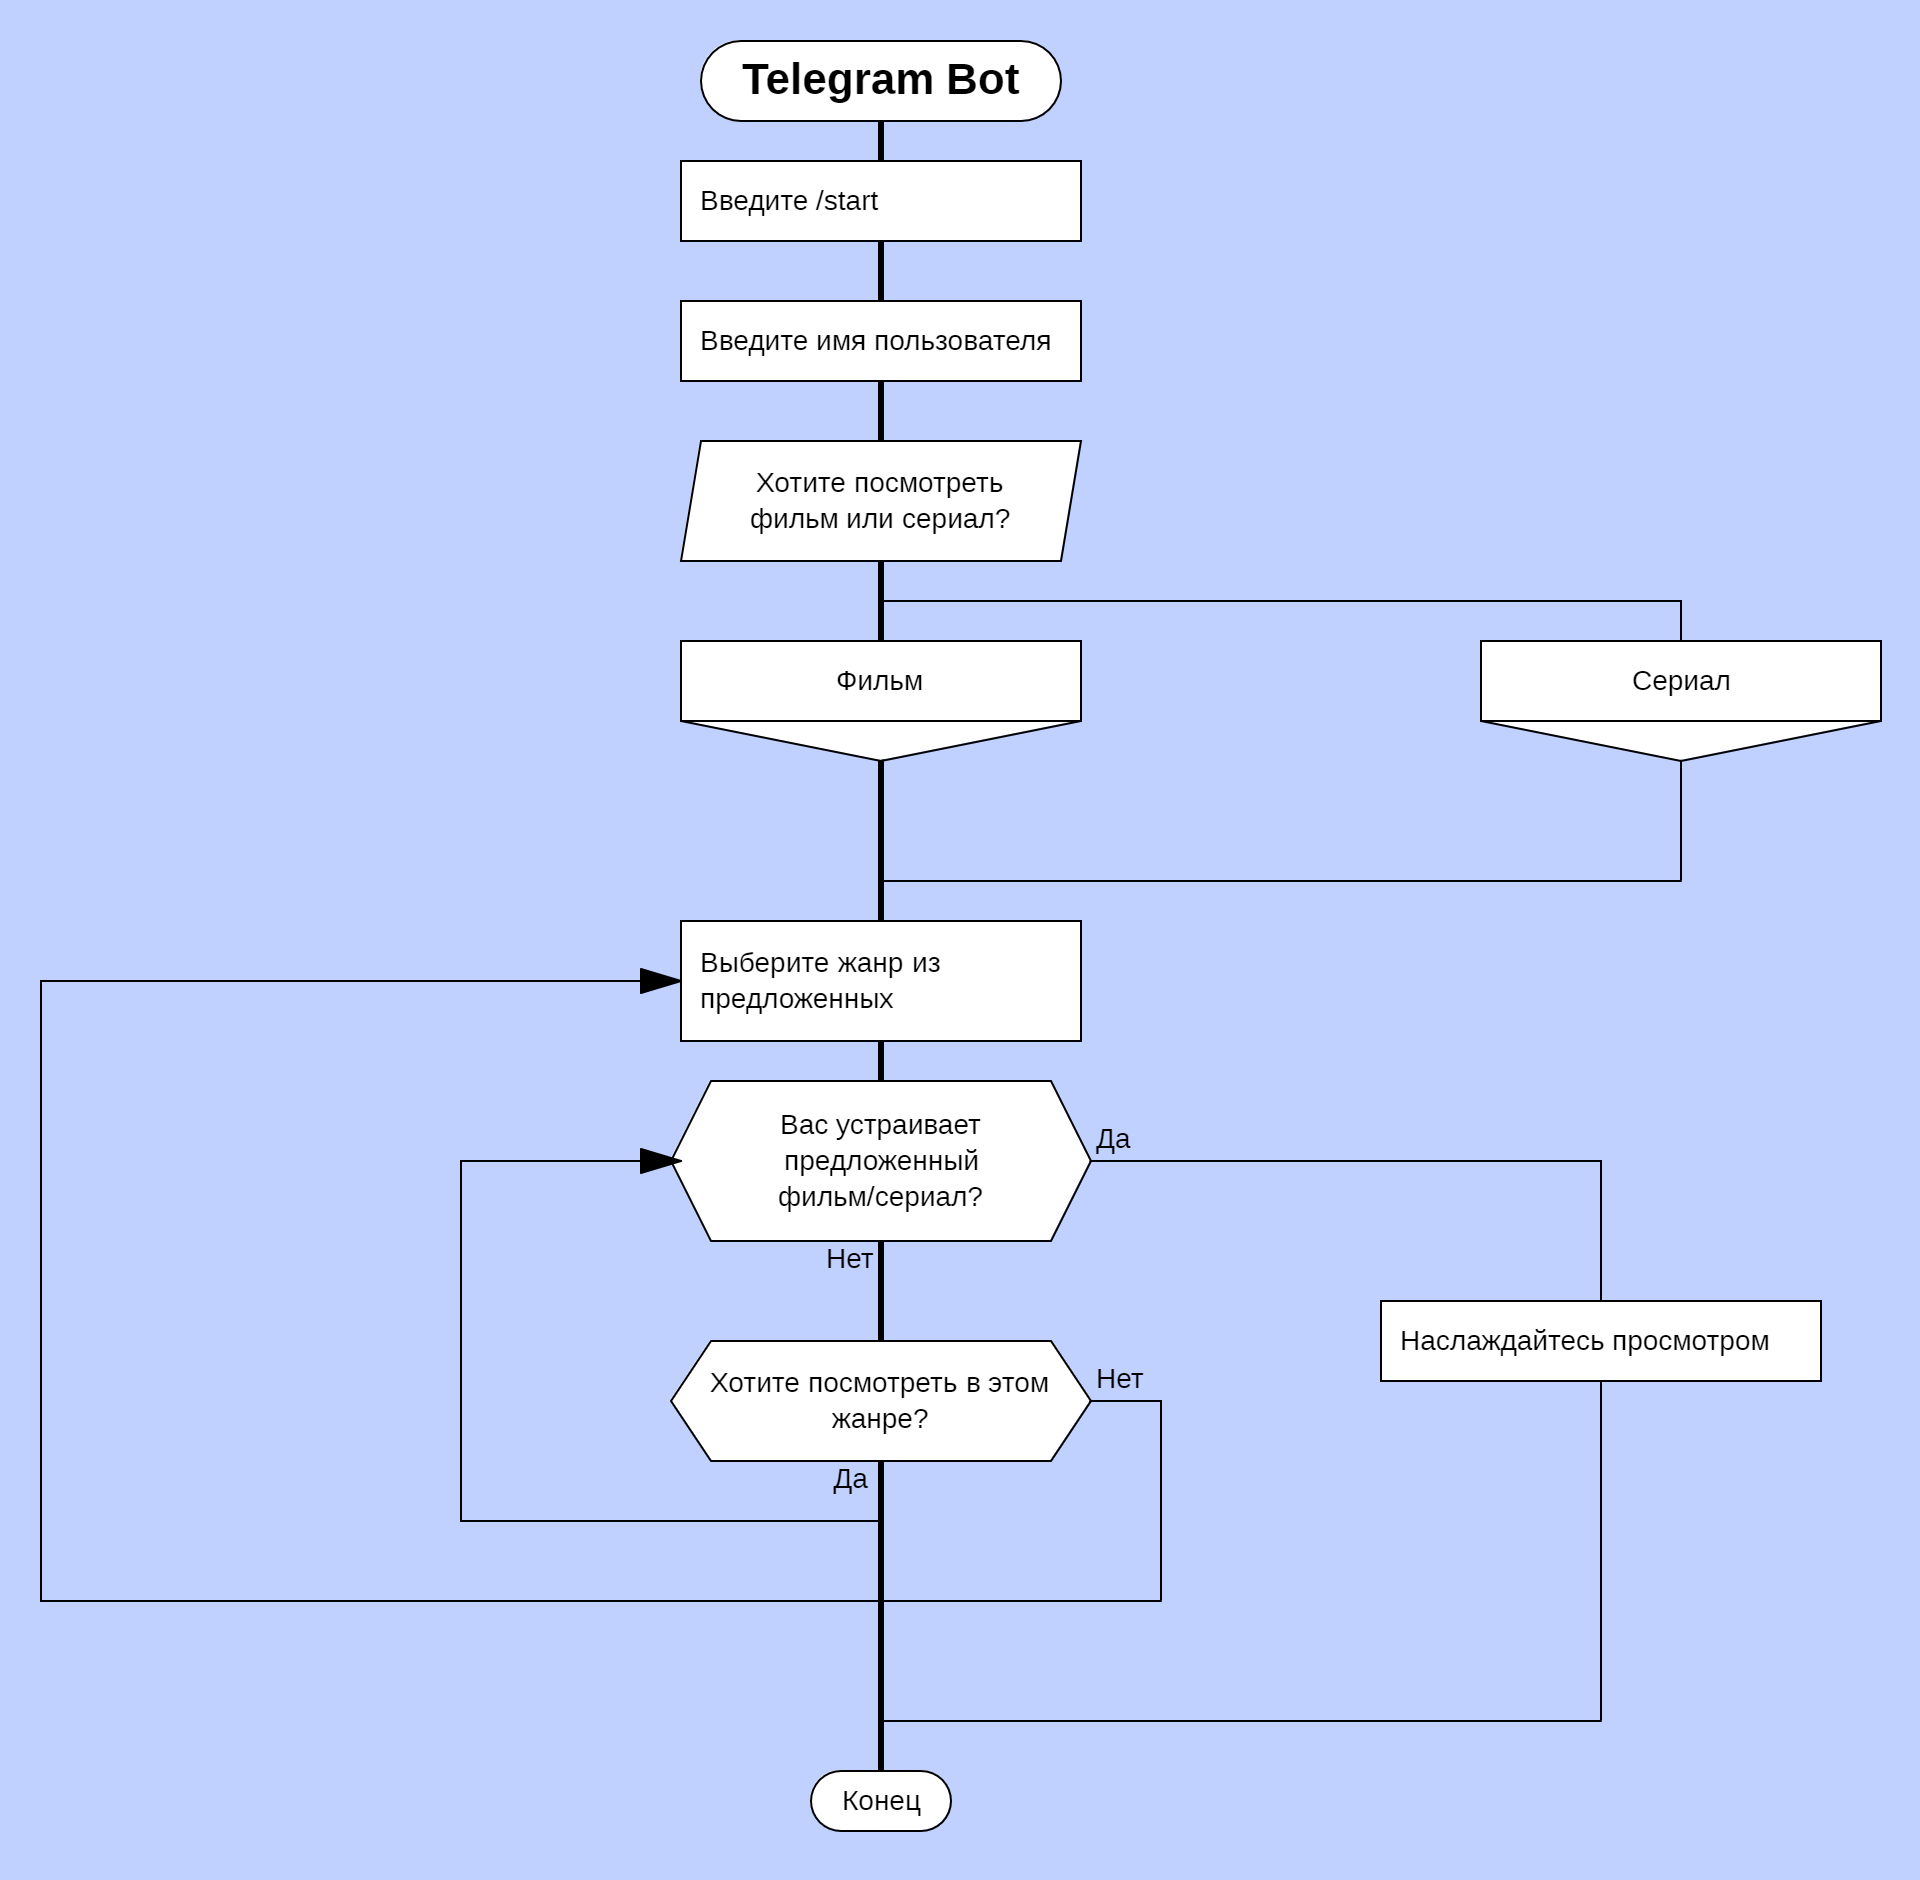 Telegram Bot
Введите /start
Введите имя пользователя
Хотите посмотреть
фильм или сериал?
Фильм
Сериал
Выберите жанр из
предложенных
Вас устраивает
предложенный
фильм/сериал?
Да
Нет
Наслаждайтесь просмотром
Хотите посмотреть в этом
жанре?
Нет
Да
Конец